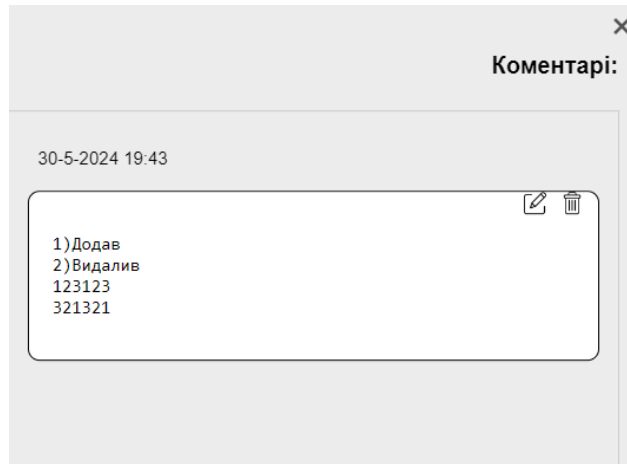 Коментарі:
30-5-2024 19:43
1)Додав
2)Видалив
123123
321321